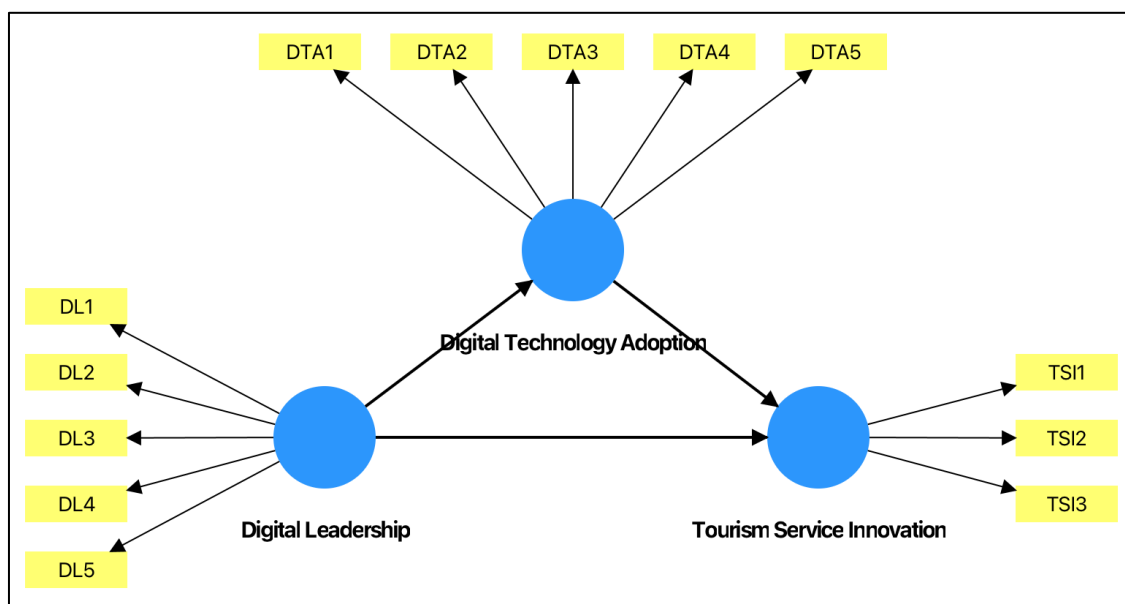 DTA1 DTA2 DTA3 DTA4 DTA5
DL1
DL2
DL3
DL4
DL5
Digital Technology Adoption
Digital Leadership
Tourism Service Innovation
TSI1
TSI2
TSI3